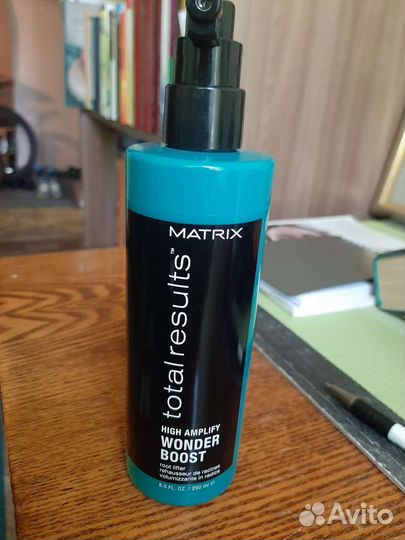 MATRIX
total results™
HIGH AMPLIFY
WONDER
BOOST
root lifter
rehausseur de racines
volumizzante in radice
8.5 FL. OZ. / 250 ml e
Avito